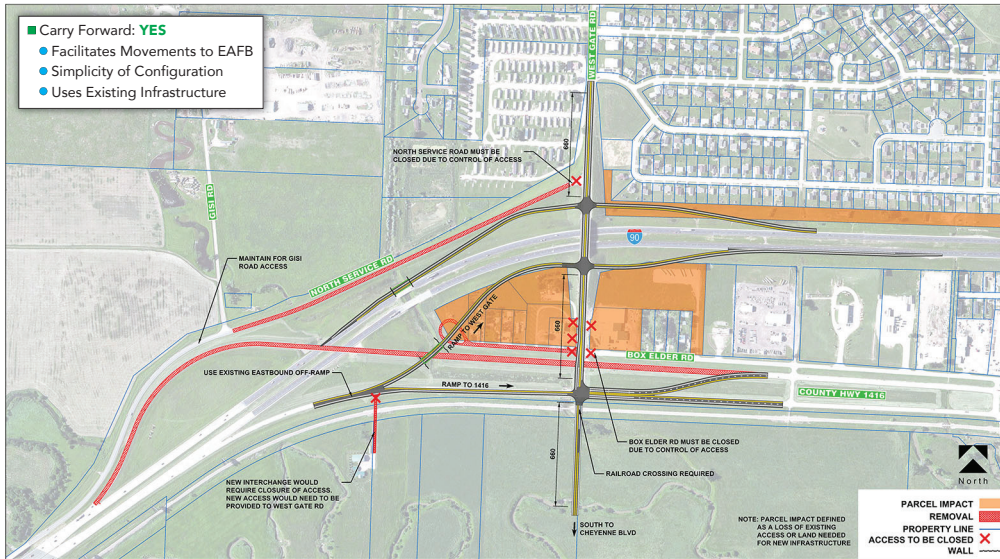 Carry Forward: YES
Facilitates Movements to EAFB
Simplicity of Configuration
Uses Existing Infrastructure
WEST GATE RD
660
NORTH SERVICE ROAD MUST BE
CLOSED DUE TO CONTROL OF ACCESS
GISI RD
90
MAINTAIN FOR GISI
ROAD ACCESS
NORTH SERVICE RD
RAMP TO WEST GATE
660
BOX ELDER RD
USE EXISTING EASTBOUND OFF-RAMP
RAMP TO 1416
COUNTY HWY 1416
BOX ELDER RD MUST BE CLOSED
DUE TO CONTROL OF ACCESS
660
RAILROAD CROSSING REQUIRED
NEW INTERCHANGE WOULD
REQUIRE CLOSURE OF ACCESS.
NEW ACCESS WOULD NEED TO BE
PROVIDED TO WEST GATE RD
North
SOUTH TO
CHEYENNE BLVD
NOTE: PARCEL IMPACT DEFINED
AS A LOSS OF EXISTING
ACCESS OR LAND NEEDED
FOR NEW INFRASTRUCTURE
PARCEL IMPACT
REMOVAL
PROPERTY LINE
ACCESS TO BE CLOSED
WALL